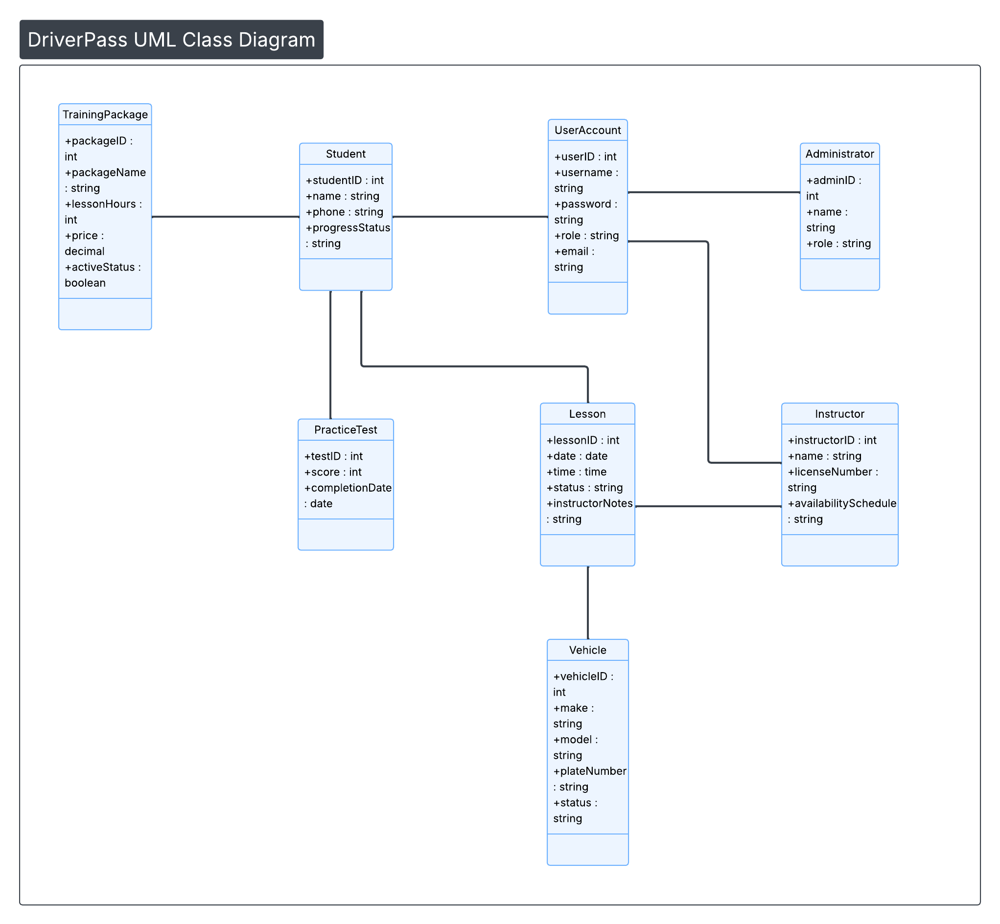 DriverPass UML Class Diagram
TrainingPackage
+packageID :
int
+packageName
: string
+lessonHours :
int
+price :
decimal
+activeStatus :
boolean
Student
+studentID : int
+name : string
+phone : string
+progressStatus
: string
UserAccount
+userID : int
+username :
string
+password :
string
+role : string
+email :
string
Administrator
+adminID :
int
+name :
string
+role : string
PracticeTest
+testID : int
+score : int
+completionDate
: date
Lesson
+lessonID : int
+date : date
+time : time
+status : string
+instructorNotes
: string
Instructor
+instructorID : int
+name : string
+licenseNumber :
string
+availabilitySchedule
: string
Vehicle
+vehicleID :
int
+make :
string
+model :
string
+plateNumber
: string
+status :
string